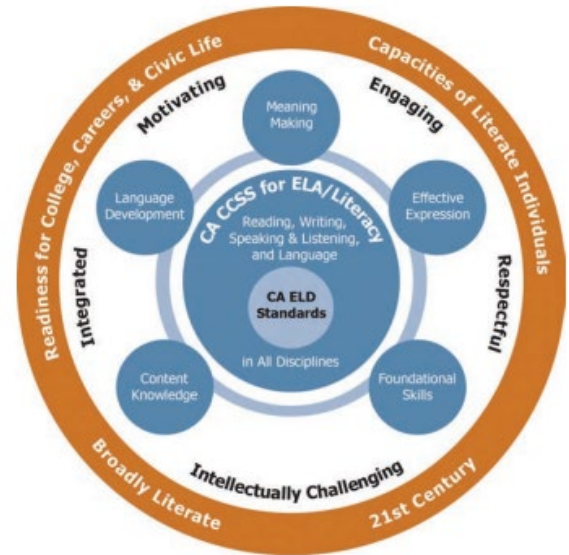 Readiness for College, Careers, & Civic Life
Capacities of Literate Individuals
Motivating
Engaging
Meaning
Making
Language
Development
Effective
Expression
CA CCSS for ELA/Literacy
Reading, Writing,
Speaking & Listening,
and Language
CA ELD
Standards
in All Disciplines
Integrated
Respectful
Content
Knowledge
Foundational
Skills
Intellectually Challenging
Broadly Literate
21st Century